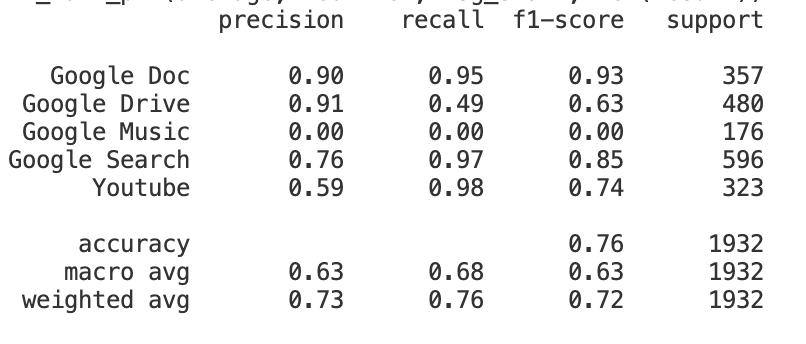 precision recall f1-score support
Google Doc 0.90 0.95 0.93 357
Google Drive 0.91 0.49 0.63 480
Google Music 0.00 0.00 0.00 176
Google Search 0.76 0.97 0.85 596
Youtube 0.59 0.98 0.74 323
accuracy 0.76 1932
macro avg 0.63 0.68 0.63 1932
weighted avg 0.73 0.76 0.72 1932